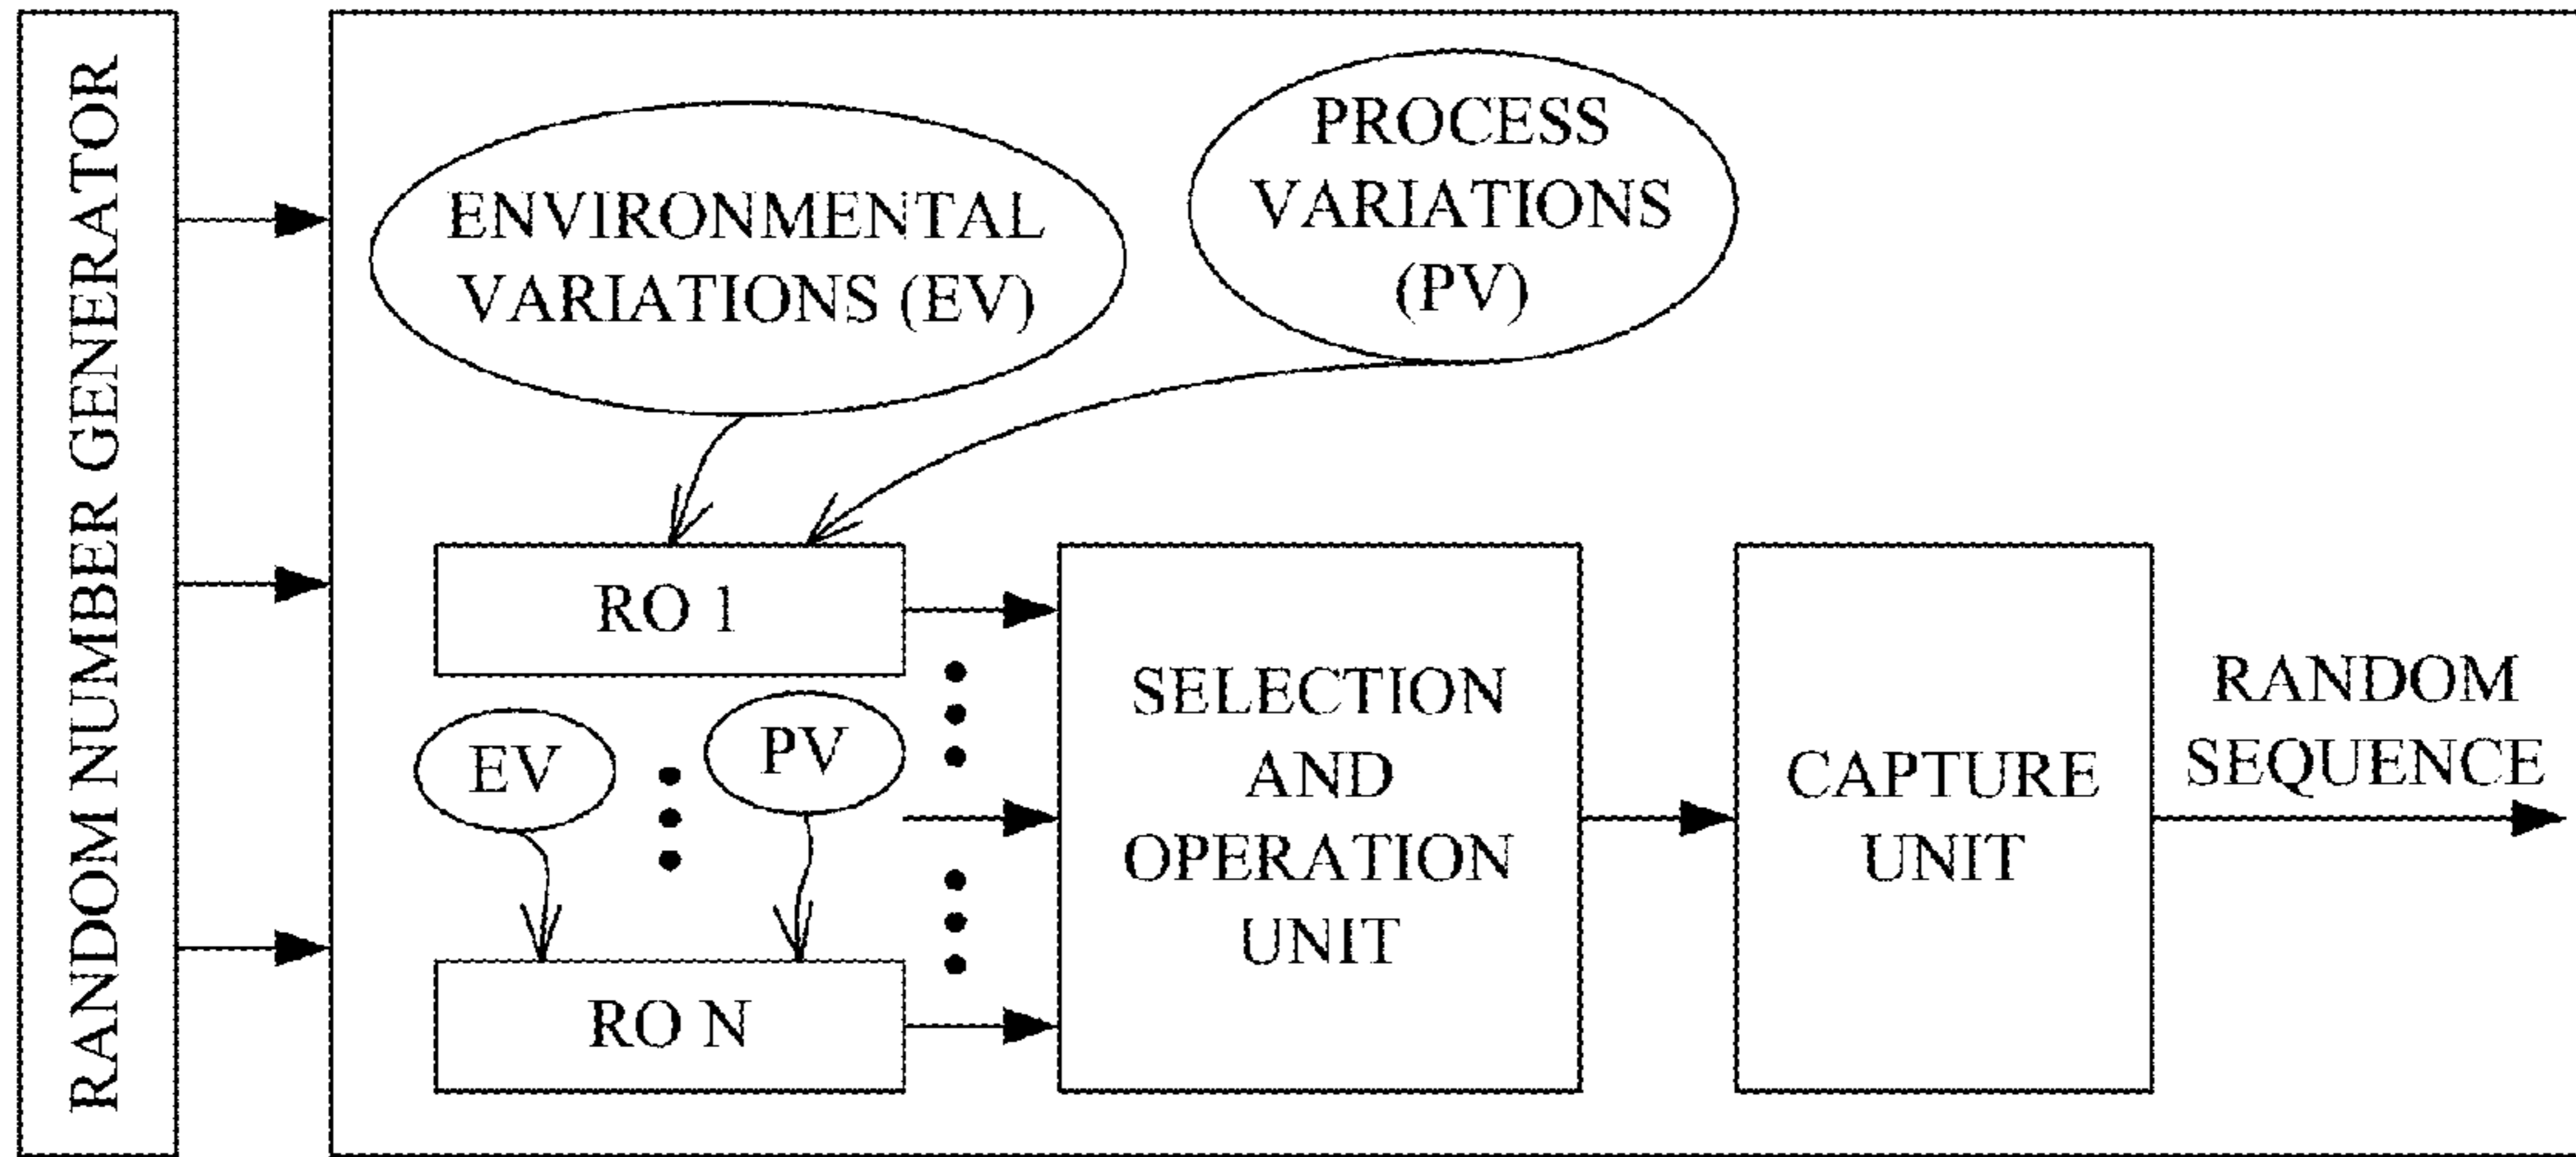 RANDOM NUMBER GENERATOR
ENVIRONMENTAL
VARIATIONS (EV)
PROCESS
VARIATIONS
(PV)
RO 1
EV
PV
RO N
SELECTION
AND
OPERATION
UNIT
CAPTURE
UNIT
RANDOM
SEQUENCE